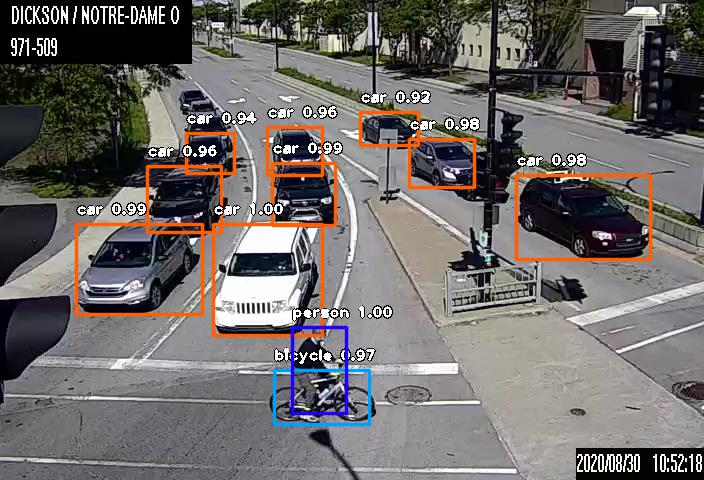 DICKSON / NOTRE-DAME O
971-509
car 0.94
car 0.96
car 0.92
car 0.98
car 0.96
car 0.99
car 0.98
car 0.99
car 1.00
person 1.00
bicycle 0.97
2020/08/30 10:52:18